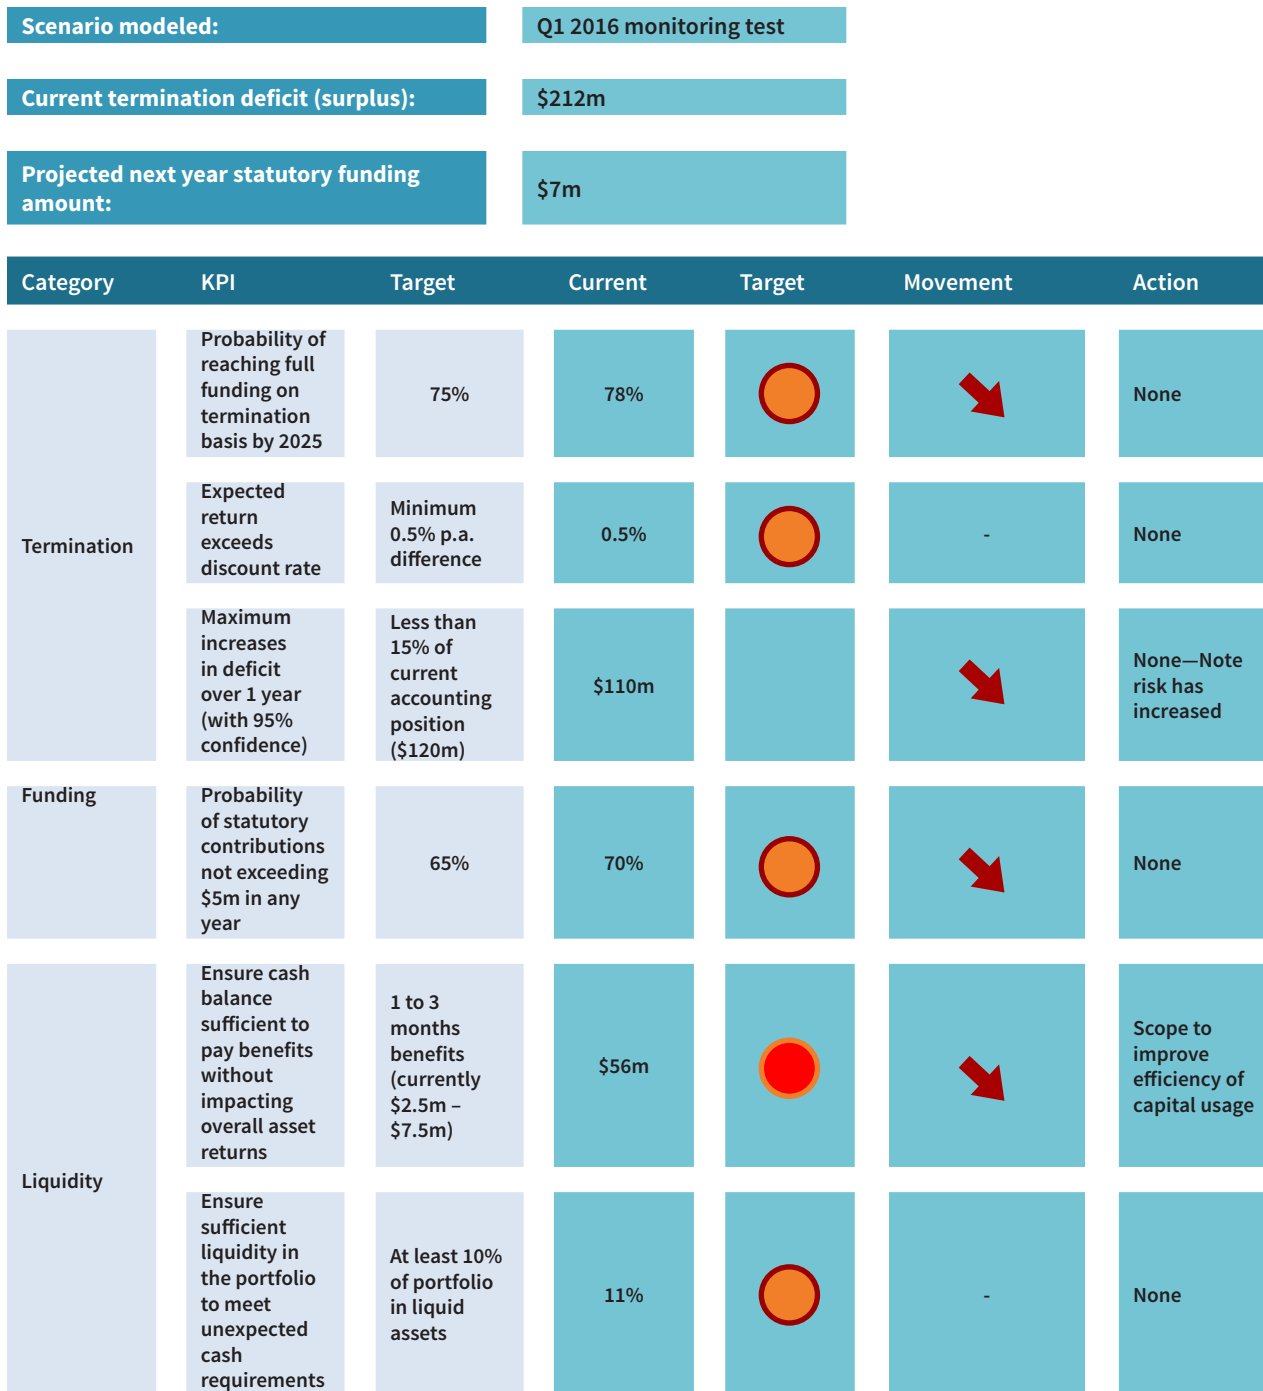 Scenario modeled:
Q1 2016 monitoring test
Current termination deficit (surplus):
$212m
Projected next year statutory funding
amount:
$7m
Category
KPI
Target
Current
Target
Movement
Action
Termination
Probability of
reaching full
funding on
termination
basis by 2025
75%
78%
None
Expected
return
exceeds
discount rate
Minimum
0.5% p.a.
difference
0.5%
-
None
Maximum
increases
in deficit
over 1 year
(with 95%
confidence)
Less than
15% of
current
accounting
position
($120m)
$110m
None—Note
risk has
increased
Funding
Probability
of statutory
contributions
not exceeding
$5m in any
year
65%
70%
None
Liquidity
Ensure cash
balance
sufficient to
pay benefits
without
impacting
overall asset
returns
1 to 3
months
benefits
(currently
$2.5m –
$7.5m)
$56m
Scope to
improve
efficiency of
capital usage
Ensure
sufficient
liquidity in
the portfolio
to meet
unexpected
cash
requirements
At least 10%
of portfolio
in liquid
assets
11%
-
None